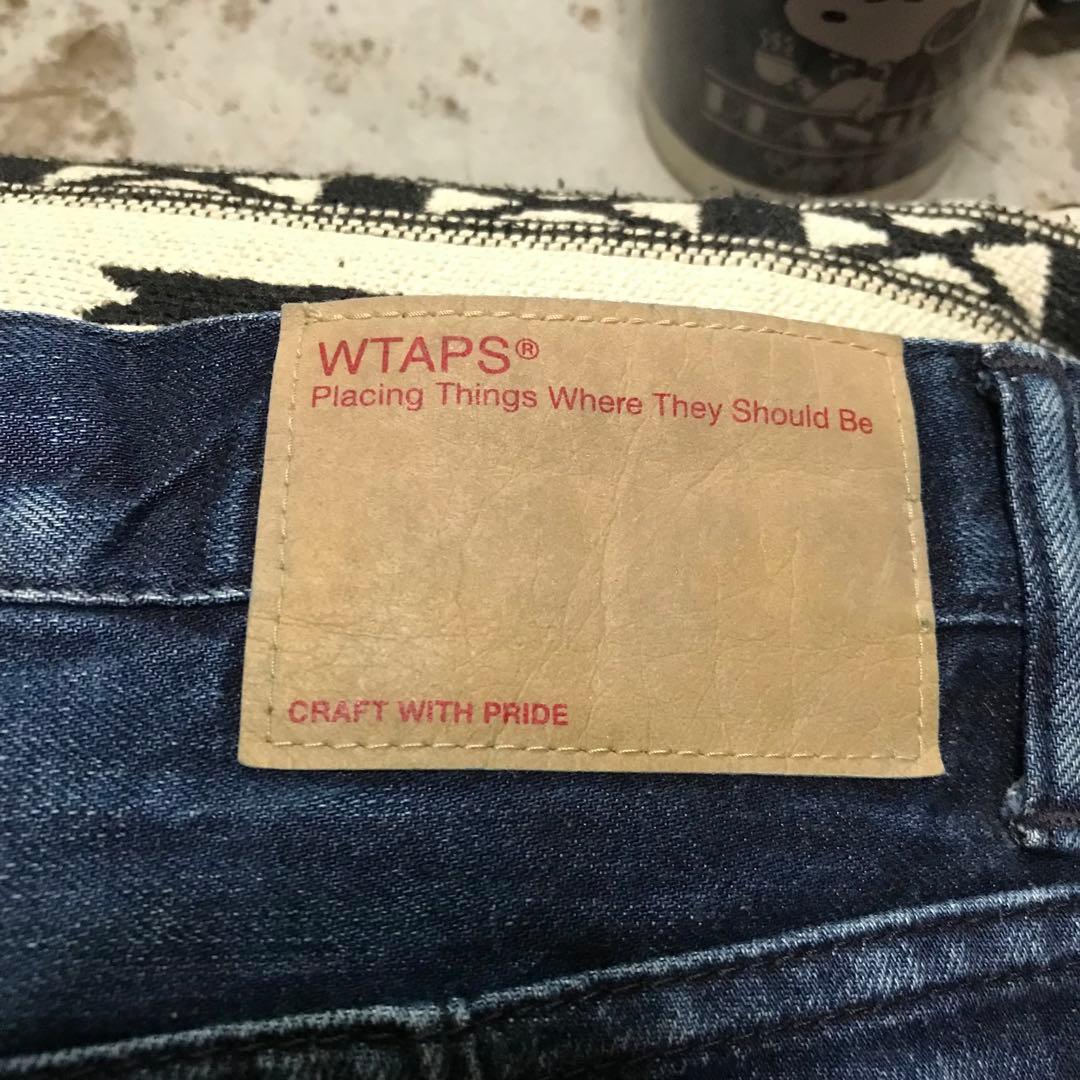 WTAPS®
Placing Things Where They Should Be
CRAFT WITH PRIDE